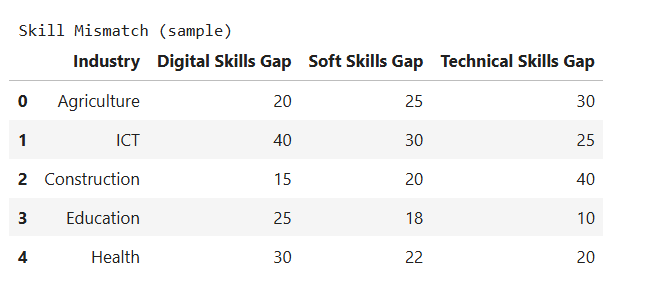 Skill Mismatch (sample)
Industry Digital Skills Gap Soft Skills Gap Technical Skills Gap
0 Agriculture 20 25 30
1 ICT 40 30 25
2 Construction 15 20 40
3 Education 25 18 10
4 Health 30 22 20